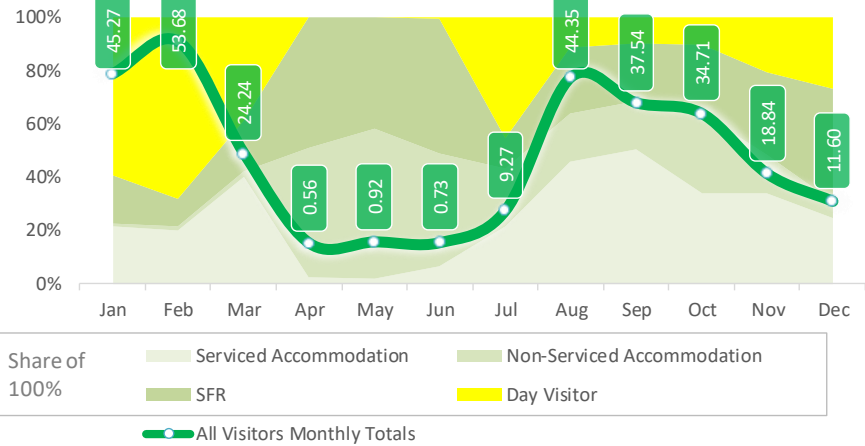 100%
80%
60%
40%
20%
0%
45.27
53.68
24.24
0.56
0.92
0.73
9.27
44.35
37.54
34.71
18.84
11.60
Jan Feb Mar Apr May Jun Jul Aug Sep Oct Nov Dec
Share of
100%
Serviced Accommodation
Non-Serviced Accommodation
SFR
Day Visitor
All Visitors Monthly Totals